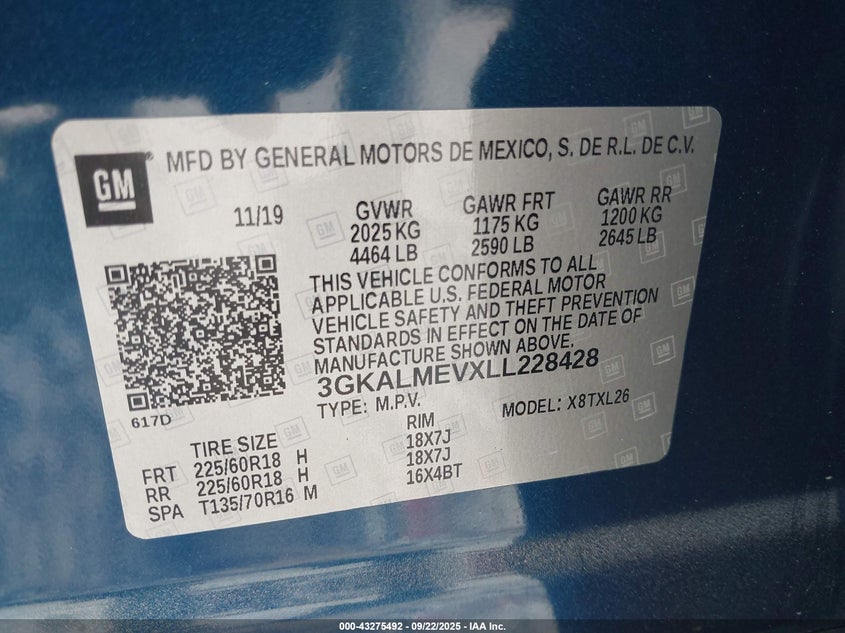 GM
MFD BY GENERAL MOTORS DE MEXICO, S. DE R.L. DE C.V.
11/19
GVWR
2025 KG
4464 LB
GAWR FRT
1175 KG
2590 LB
GAWR RR
1200 KG
2645 LB
THIS VEHICLE CONFORMS TO ALL
APPLICABLE U.S. FEDERAL MOTOR
VEHICLE SAFETY AND THEFT PREVENTION
STANDARDS IN EFFECT ON THE DATE OF
MANUFACTURE SHOWN ABOVE.
3GKALMEVXLL228428
TYPE: M.P.V. MODEL: X8TXL26
617D
TIRE SIZE RIM
FRT 225/60R18 H 18X7J
RR 225/60R18 H 18X7J
SPA T135/70R16 M 16X4BT
000-43275492 - 09/22/2025 - IAA Inc.